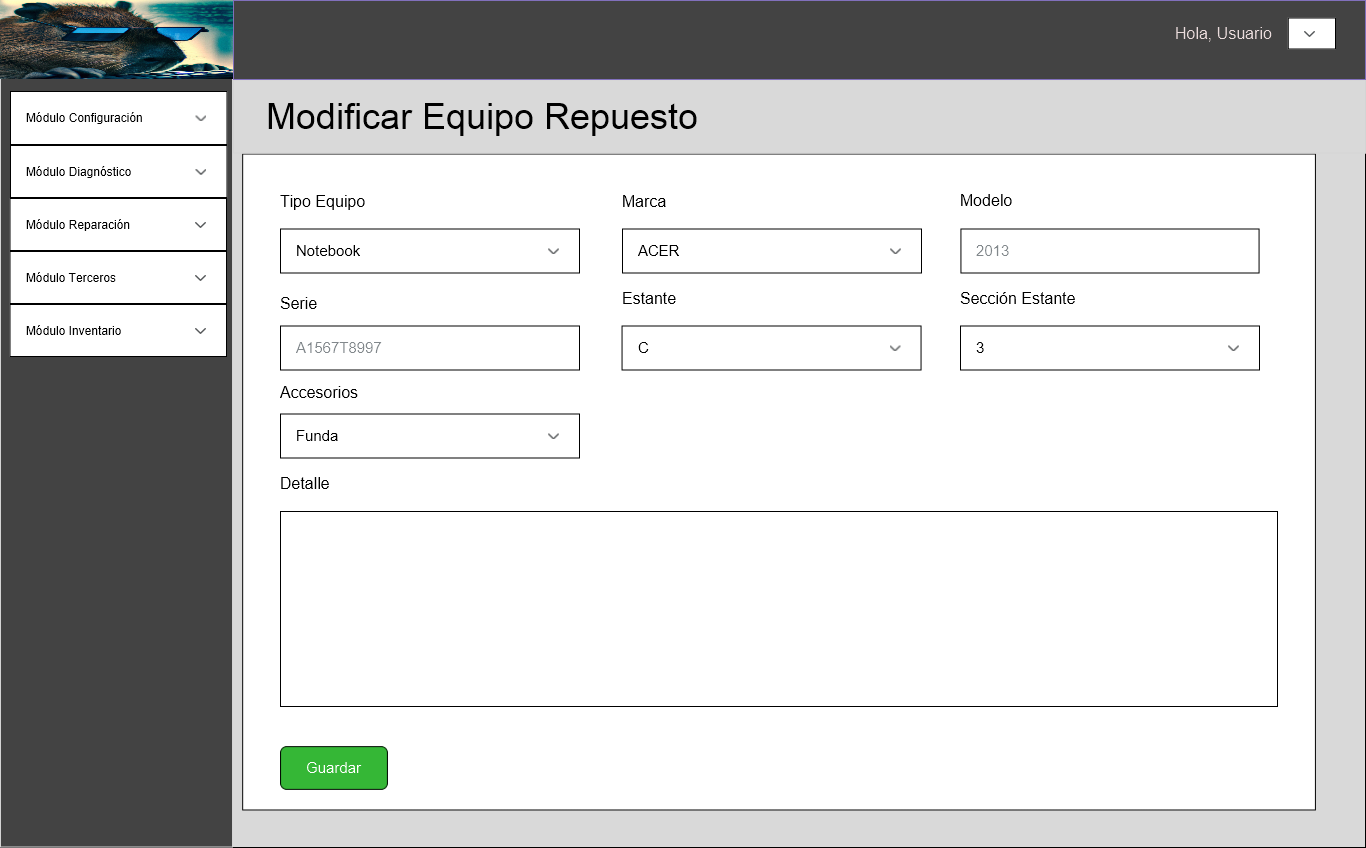 Hola, Usuario
Módulo Configuración
Módulo Diagnóstico
Módulo Reparación
Módulo Terceros
Módulo Inventario
Modificar Equipo Repuesto
Tipo Equipo
Marca
Modelo
Notebook
ACER
2013
Serie
Estante
Sección Estante
A1567T8997
C
3
Accesorios
Funda
Detalle
Guardar